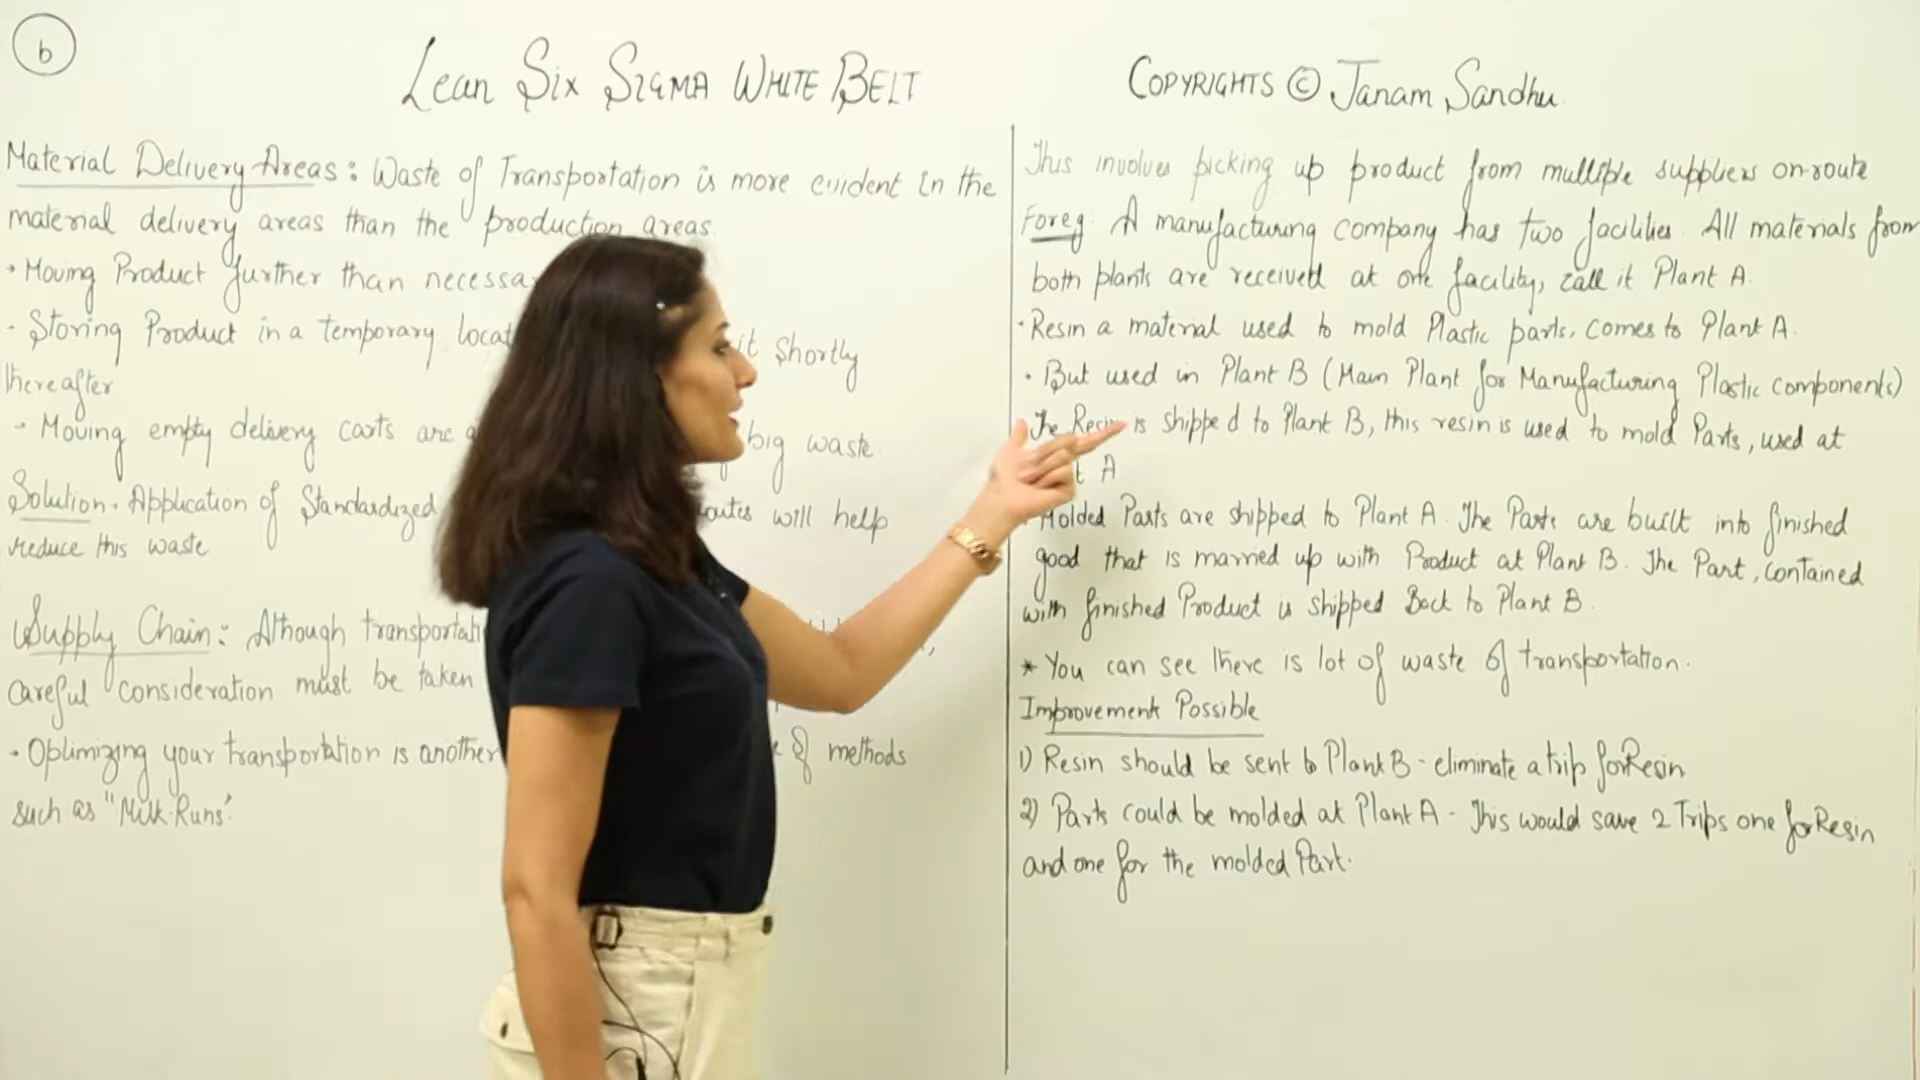 6
Lean Six Sigma White Belt
Copyrights © Janam Sandhu.
Material Delivery Areas: Waste of Transportation is more evident in the
material delivery areas than the production areas.
• Moving Product further than necessa
• Storing Product in a temporary locat it shortly
thereafter
• Moving empty delivery carts are a big waste.
Solution. Application of Standardized routes will help
reduce this waste
Supply Chain: Although transportati
careful consideration must be taken
• Optimizing your transportation is another of methods
such as "Milk-Runs".
This involves picking up product from multiple suppliers on-route
For eg: A manufacturing company has two facilities. All materials from
both plants are received at one facility, call it Plant A.
• Resin a material used to mold Plastic parts, comes to Plant A.
• But used in Plant B (Main Plant for Manufacturing Plastic components)
The Resin is shipped to Plant B, this resin is used to mold Parts, used at
t A
• Molded Parts are shipped to Plant A. The Parts are built into finished
good that is married up with Product at Plant B. The Part, contained
with finished Product is shipped Back to Plant B.
* You can see there is lot of waste of transportation.
Improvement Possible
1) Resin should be sent to Plant B - eliminate a trip for Resin
2) Parts could be molded at Plant A - This would save 2 Trips one for Resin
and one for the molded Part.